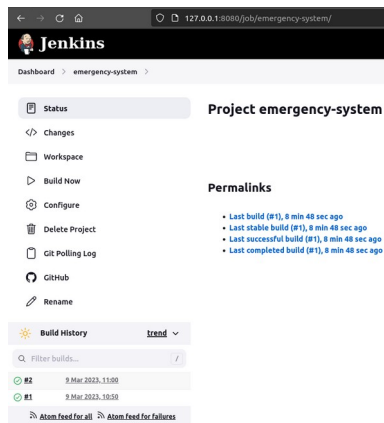 127.0.0.1:8080/job/emergency-system/
Jenkins
Dashboard > emergency-system >
Status
Changes
Workspace
Build Now
Configure
Delete Project
Git Polling Log
GitHub
Rename
Build History trend
Filter builds... /
#2 9 Mar 2023, 11:00
#1 9 Mar 2023, 10:50
Atom feed for all Atom feed for failures
Project emergency-system
Permalinks
• Last build (#1), 8 min 48 sec ago
• Last stable build (#1), 8 min 48 sec ago
• Last successful build (#1), 8 min 48 sec ago
• Last completed build (#1), 8 min 48 sec ago